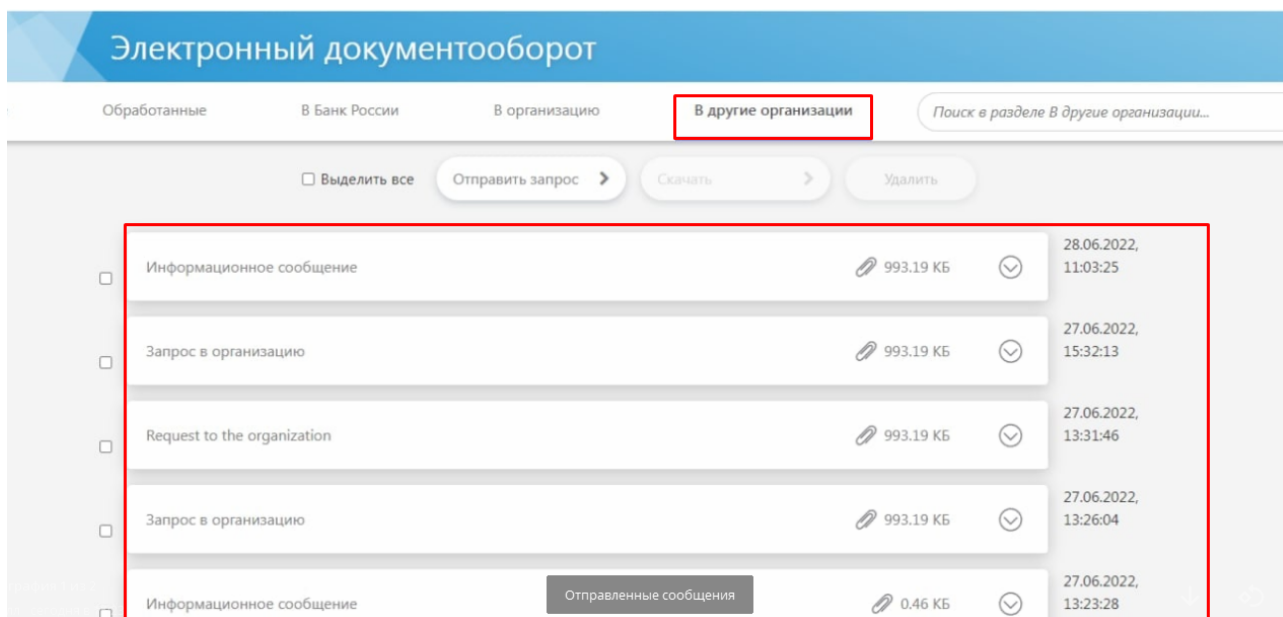 Электронный документооборот
Обработанные В Банк России В организацию В другие организации Поиск в разделе В другие организации...
Выделить все Отправить запрос Скачать Удалить
Информационное сообщение 993.19 КБ 28.06.2022,
11:03:25
Запрос в организацию 993.19 КБ 27.06.2022,
15:32:13
Request to the organization 993.19 КБ 27.06.2022,
13:31:46
Запрос в организацию 993.19 КБ 27.06.2022,
13:26:04
Информационное сообщение 0.46 КБ 27.06.2022,
13:23:28
Отправленные сообщения